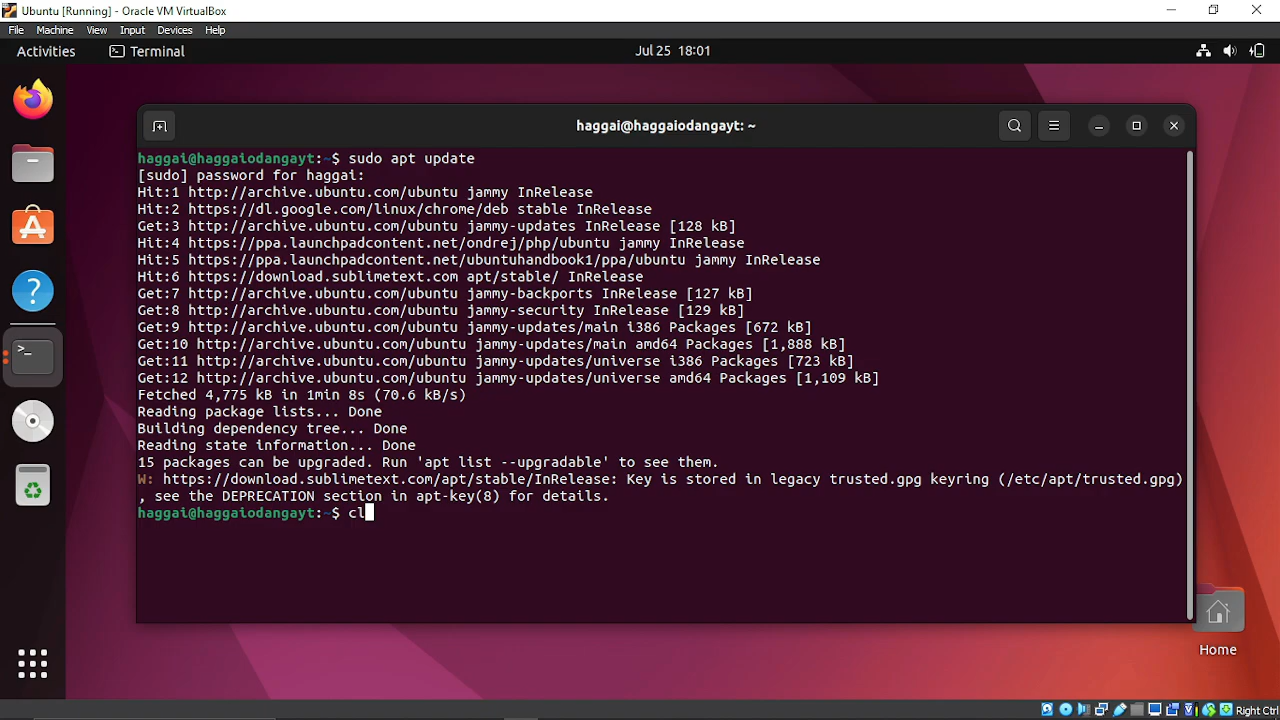 Ubuntu [Running] - Oracle VM VirtualBox
File Machine View Input Devices Help
Activities Terminal Jul 25 18:01
haggai@haggaiodangayt: ~
haggai@haggaiodangayt:~$ sudo apt update
[sudo] password for haggai:
Hit:1 http://archive.ubuntu.com/ubuntu jammy InRelease
Hit:2 https://dl.google.com/linux/chrome/deb stable InRelease
Get:3 http://archive.ubuntu.com/ubuntu jammy-updates InRelease [128 kB]
Hit:4 https://ppa.launchpadcontent.net/ondrej/php/ubuntu jammy InRelease
Hit:5 https://ppa.launchpadcontent.net/ubuntuhandbook1/ppa/ubuntu jammy InRelease
Hit:6 https://download.sublimetext.com apt/stable/ InRelease
Get:7 http://archive.ubuntu.com/ubuntu jammy-backports InRelease [127 kB]
Get:8 http://archive.ubuntu.com/ubuntu jammy-security InRelease [129 kB]
Get:9 http://archive.ubuntu.com/ubuntu jammy-updates/main i386 Packages [672 kB]
Get:10 http://archive.ubuntu.com/ubuntu jammy-updates/main amd64 Packages [1,888 kB]
Get:11 http://archive.ubuntu.com/ubuntu jammy-updates/universe i386 Packages [723 kB]
Get:12 http://archive.ubuntu.com/ubuntu jammy-updates/universe amd64 Packages [1,109 kB]
Fetched 4,775 kB in 1min 8s (70.6 kB/s)
Reading package lists... Done
Building dependency tree... Done
Reading state information... Done
15 packages can be upgraded. Run 'apt list --upgradable' to see them.
W: https://download.sublimetext.com/apt/stable/InRelease: Key is stored in legacy trusted.gpg keyring (/etc/apt/trusted.gpg)
, see the DEPRECATION section in apt-key(8) for details.
haggai@haggaiodangayt:~$ cl
Home
Right Ctrl